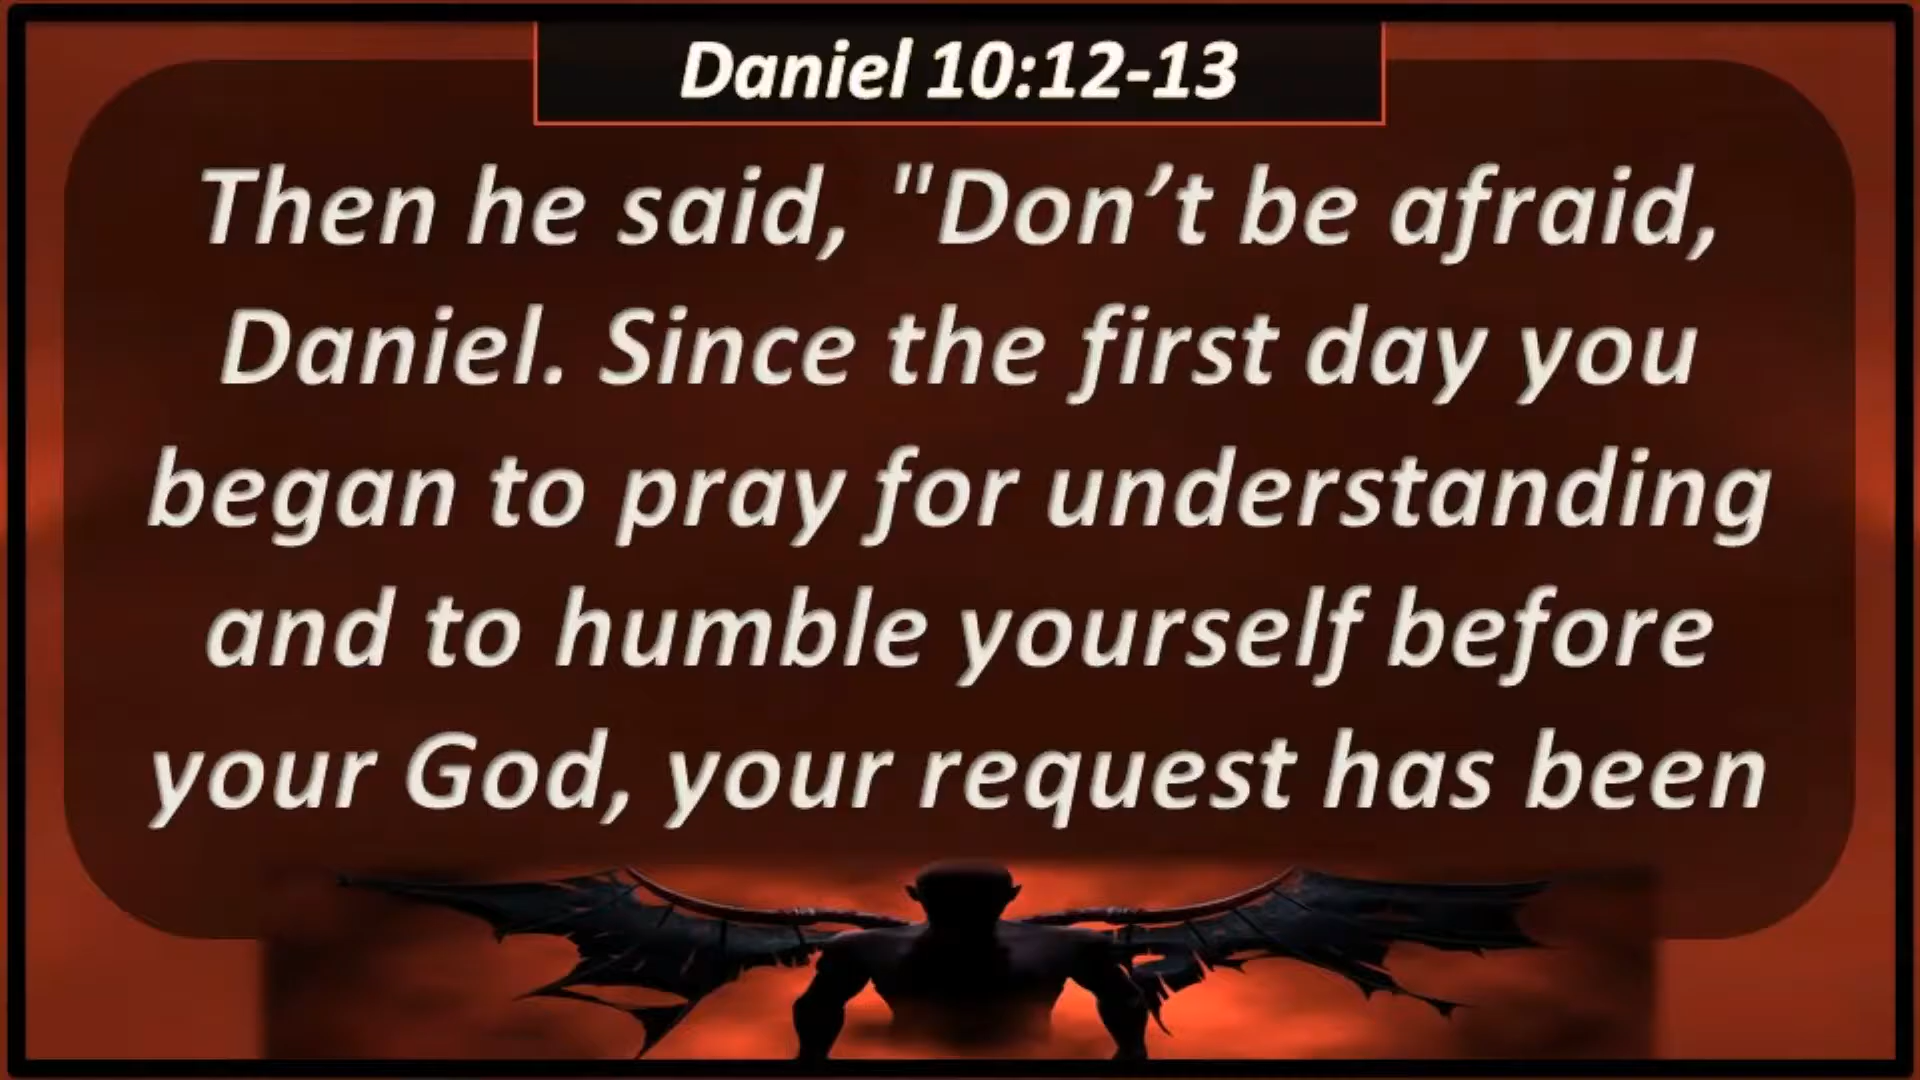 Daniel 10:12-13
Then he said, "Don’t be afraid,
Daniel. Since the first day you
began to pray for understanding
and to humble yourself before
your God, your request has been